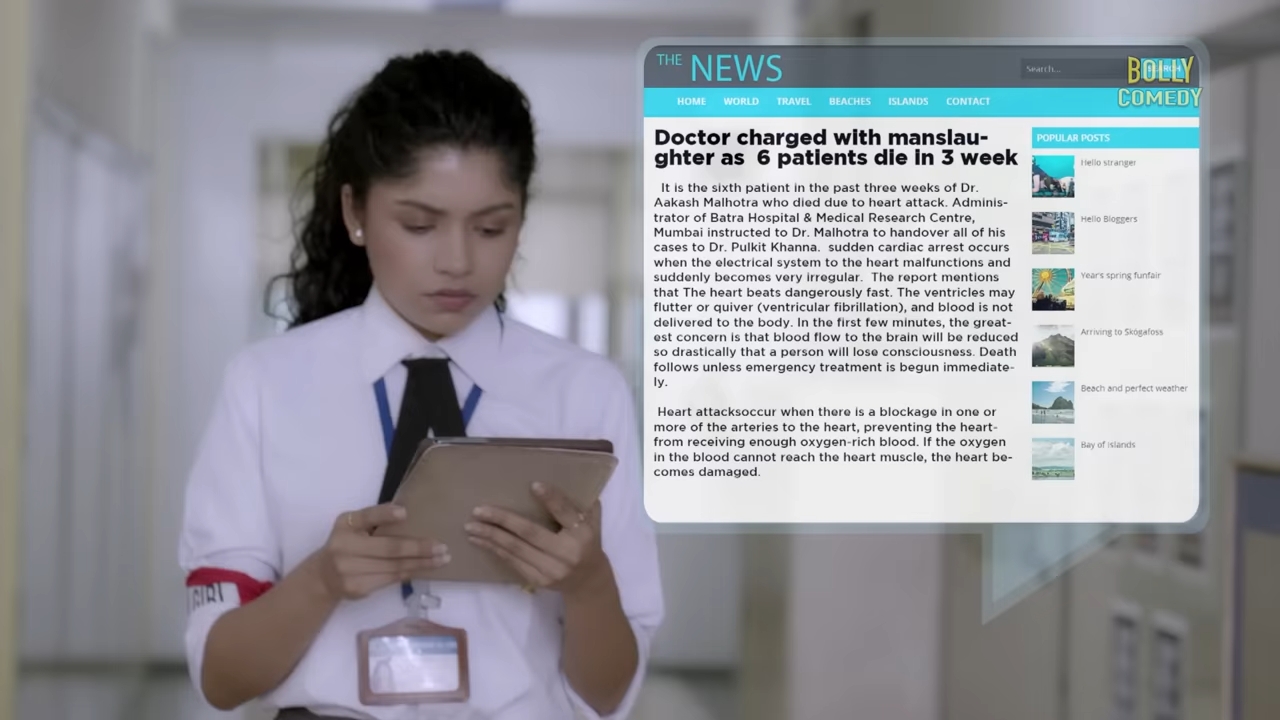 THE NEWS
Search...
BOLLY
COMEDY
HOME WORLD TRAVEL BEACHES ISLANDS CONTACT
Doctor charged with manslau-
ghter as 6 patients die in 3 week
It is the sixth patient in the past three weeks of Dr.
Aakash Malhotra who died due to heart attack. Adminis-
trator of Batra Hospital & Medical Research Centre,
Mumbai instructed to Dr. Malhotra to handover all of his
cases to Dr. Pulkit Khanna. sudden cardiac arrest occurs
when the electrical system to the heart malfunctions and
suddenly becomes very irregular. The report mentions
that The heart beats dangerously fast. The ventricles may
flutter or quiver (ventricular fibrillation), and blood is not
delivered to the body. In the first few minutes, the great-
est concern is that blood flow to the brain will be reduced
so drastically that a person will lose consciousness. Death
follows unless emergency treatment is begun immediate-
ly.
Heart attacksoccur when there is a blockage in one or
more of the arteries to the heart, preventing the heart-
from receiving enough oxygen-rich blood. If the oxygen
in the blood cannot reach the heart muscle, the heart be-
comes damaged.
POPULAR POSTS
Hello stranger
Hello Bloggers
Year's spring funfair
Arriving to Skógafoss
Beach and perfect weather
Bay of Islands